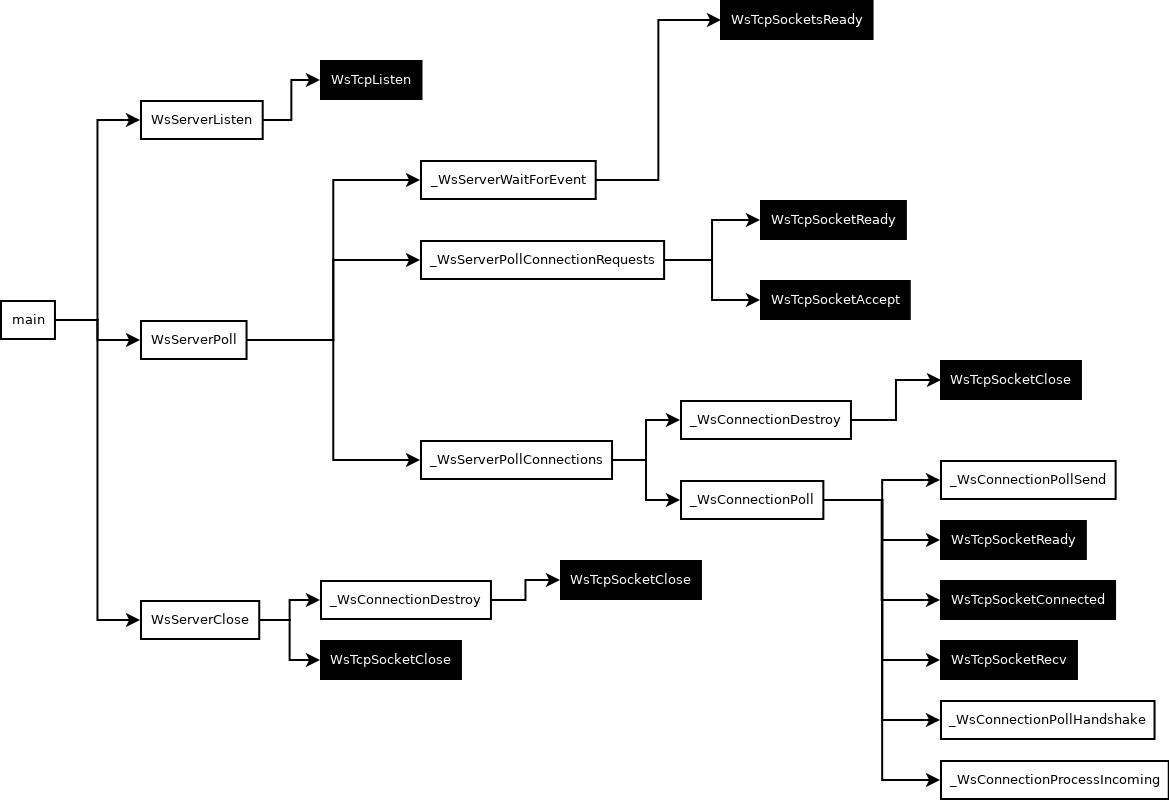 WsTcpSocketsReady
WsTcpListen
WsServerListen
_WsServerWaitForEvent
WsTcpSocketReady
_WsServerPollConnectionRequests
WsTcpSocketAccept
main
WsServerPoll
WsTcpSocketClose
_WsConnectionDestroy
_WsServerPollConnections
_WsConnectionPollSend
_WsConnectionPoll
WsTcpSocketReady
WsTcpSocketClose
_WsConnectionDestroy
WsTcpSocketConnected
WsServerClose
WsTcpSocketClose
WsTcpSocketRecv
_WsConnectionPollHandshake
_WsConnectionProcessIncoming